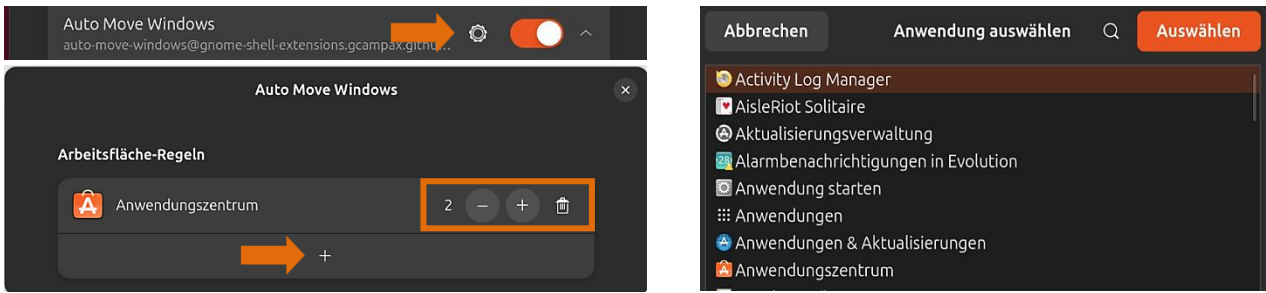 Auto Move Windows
auto-move-windows@gnome-shell-extensions.gcampax.githu...
Auto Move Windows
Arbeitsfläche-Regeln
Anwendungszentrum 2 − +
+
Abbrechen Anwendung auswählen Auswählen
Activity Log Manager
AisleRiot Solitaire
Aktualisierungsverwaltung
28 Alarmbenachrichtigungen in Evolution
Anwendung starten
Anwendungen
Anwendungen & Aktualisierungen
Anwendungszentrum